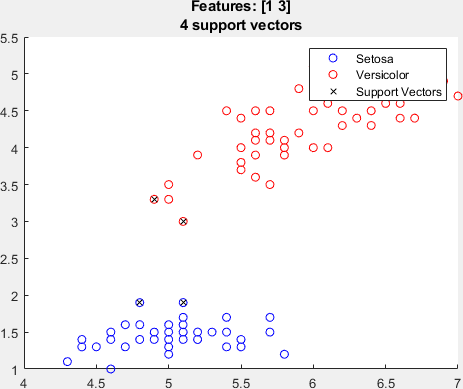 Features: [1 3]
4 support vectors
5.5
5
4.5
4
3.5
3
2.5
2
1.5
1
Setosa
Versicolor
Support Vectors
4 4.5 5 5.5 6 6.5 7